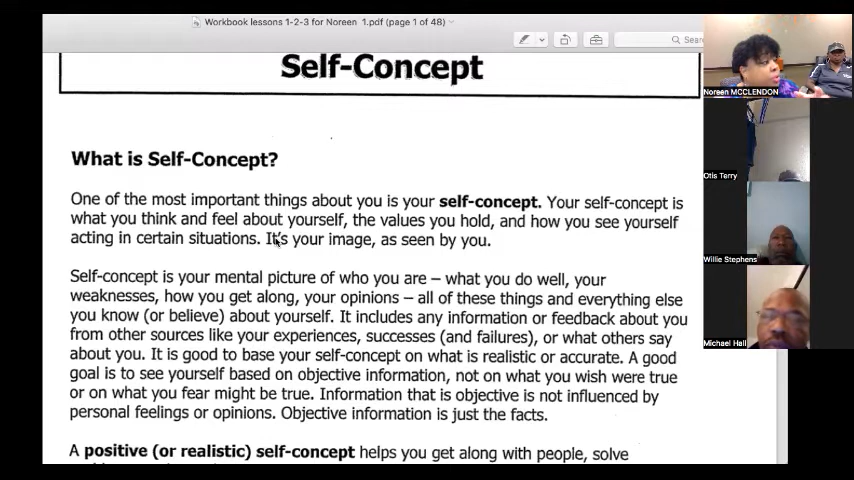 Workbook lessons 1-2-3 for Noreen 1.pdf (page 1 of 48)
Self-Concept
What is Self-Concept?
One of the most important things about you is your self-concept. Your self-concept is
what you think and feel about yourself, the values you hold, and how you see yourself
acting in certain situations. It's your image, as seen by you.
Self-concept is your mental picture of who you are – what you do well, your
weaknesses, how you get along, your opinions – all of these things and everything else
you know (or believe) about yourself. It includes any information or feedback about you
from other sources like your experiences, successes (and failures), or what others say
about you. It is good to base your self-concept on what is realistic or accurate. A good
goal is to see yourself based on objective information, not on what you wish were true
or on what you fear might be true. Information that is objective is not influenced by
personal feelings or opinions. Objective information is just the facts.
A positive (or realistic) self-concept helps you get along with people, solve
Noreen MCCLENDON
Otis Terry
Willie Stephens
Michael Hall